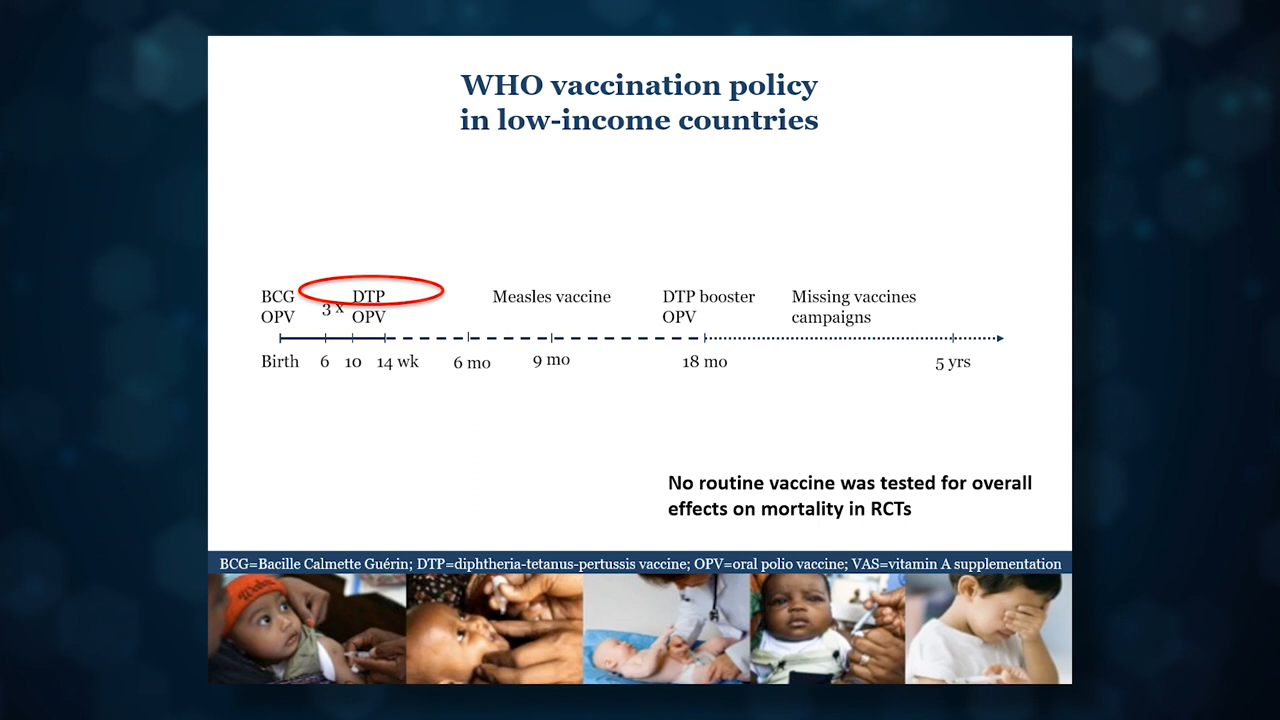 WHO vaccination policy
in low-income countries
BCG
OPV
3 x
DTP
OPV
Measles vaccine
DTP booster
OPV
Missing vaccines
campaigns
Birth 6 10 14 wk 6 mo 9 mo 18 mo 5 yrs
No routine vaccine was tested for overall
effects on mortality in RCTs
BCG=Bacille Calmette Guérin; DTP=diphtheria-tetanus-pertussis vaccine; OPV=oral polio vaccine; VAS=vitamin A supplementation